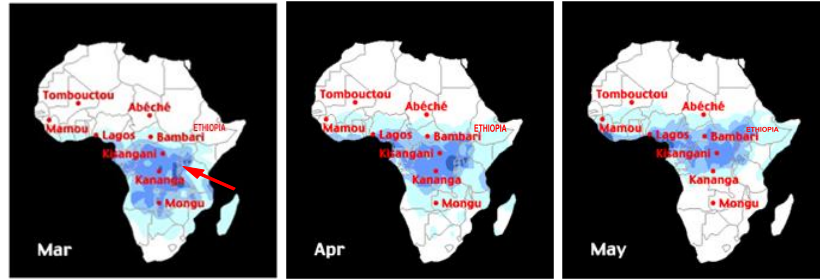 Tombouctou
Abéché
ETHIOPIA
Mamou
Lagos
Bambari
Kisangani
Kananga
Mongu
Mar
Tombouctou
Abéché
ETHIOPIA
Mamou
Lagos
Bambari
Kisangani
Kananga
Mongu
Apr
Tombouctou
Abéché
ETHIOPIA
Mamou
Lagos
Bambari
Kisangani
Kananga
Mongu
May